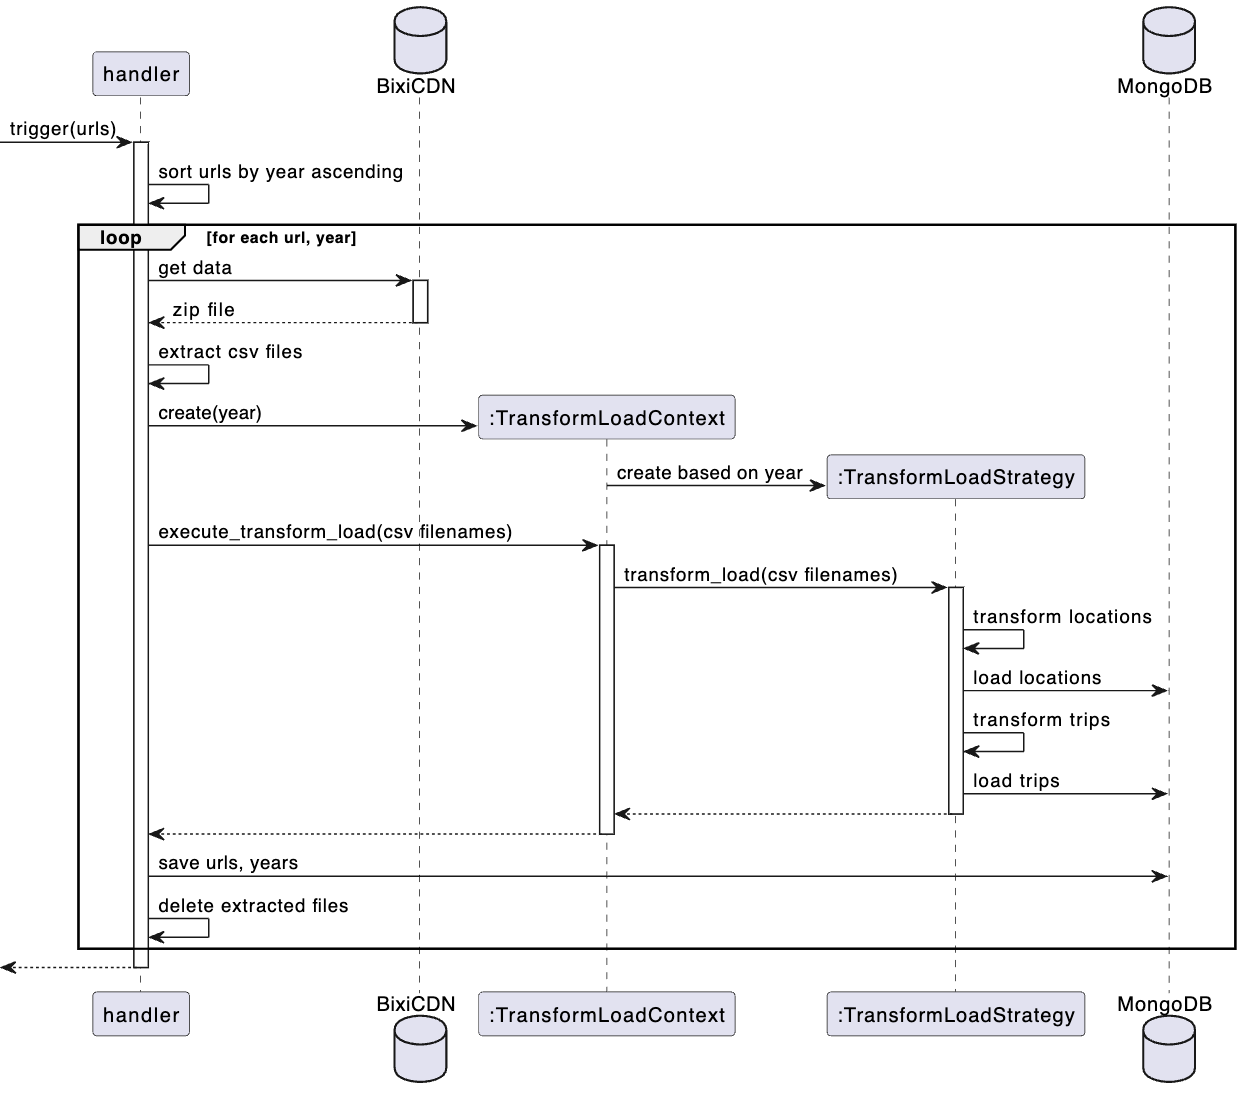 BixiCDN
MongoDB
handler
trigger(urls)
sort urls by year ascending
loop
[for each url, year]
get data
zip file
extract csv files
create(year)
:TransformLoadContext
create based on year
:TransformLoadStrategy
execute_transform_load(csv filenames)
transform_load(csv filenames)
transform locations
load locations
transform trips
load trips
save urls, years
delete extracted files
handler
BixiCDN
:TransformLoadContext
:TransformLoadStrategy
MongoDB